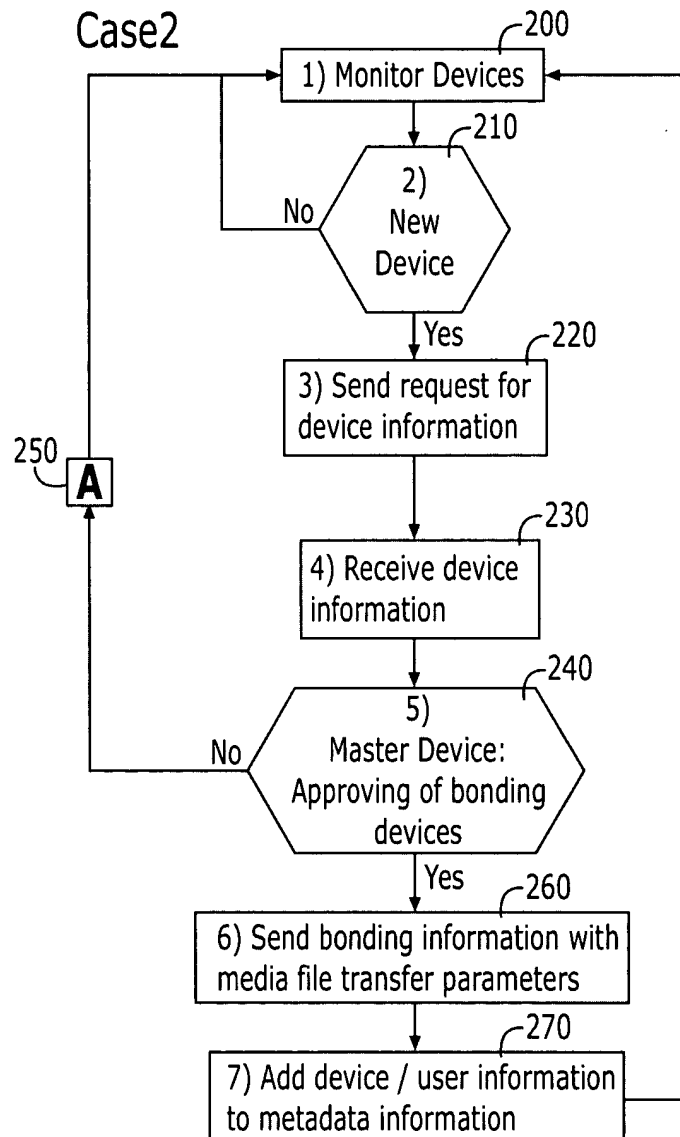 Case2
200
1) Monitor Devices
210
2)
New
Device
No
Yes
220
3) Send request for
device information
250
A
230
4) Receive device
information
240
5)
Master Device:
Approving of bonding
devices
No
Yes
260
6) Send bonding information with
media file transfer parameters
270
7) Add device / user information
to metadata information